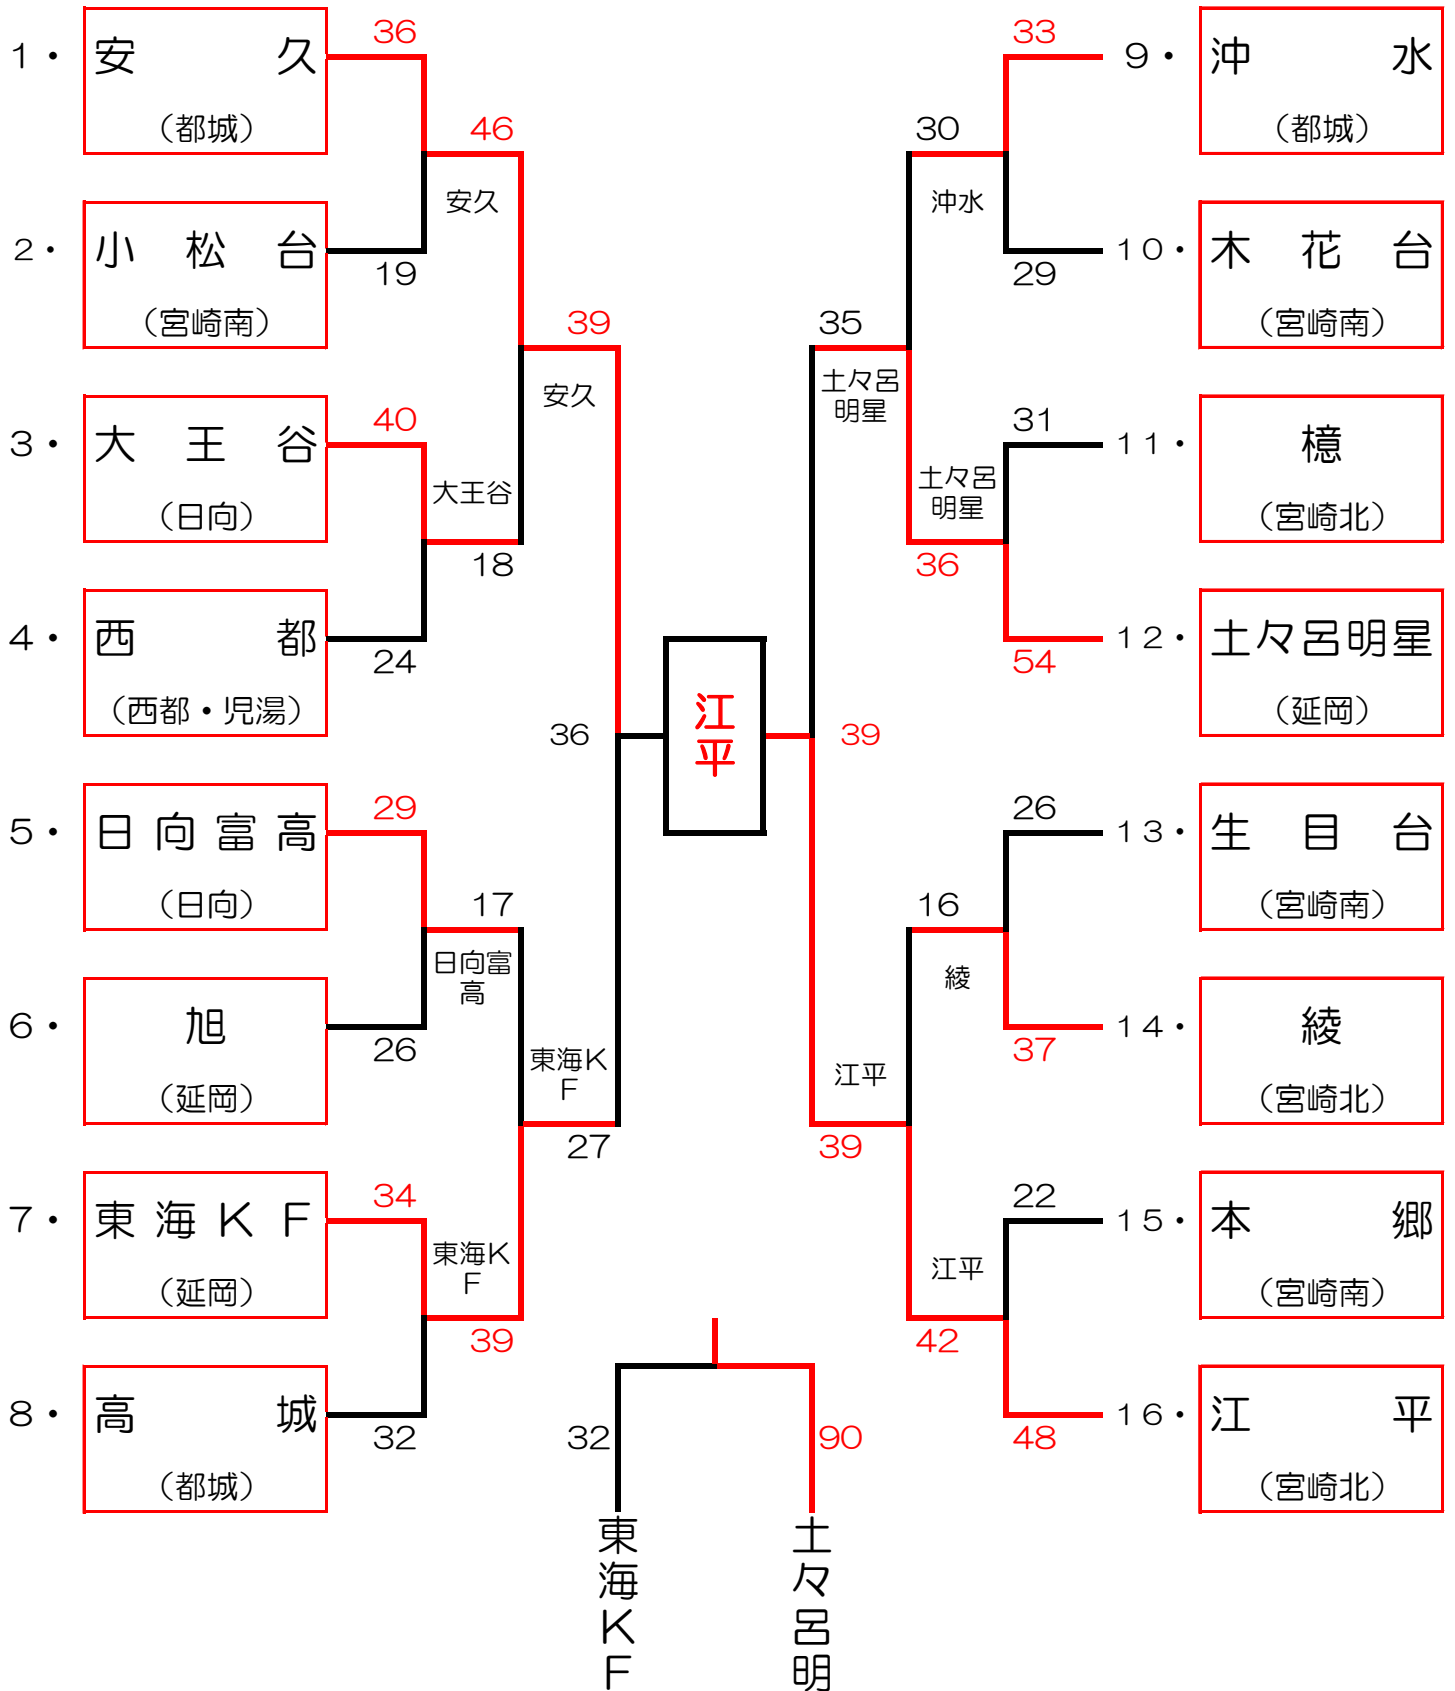 1・ 安久
(都城)
36
46
安久
2・ 小松台
(宮崎南)
19
39
安久
3・ 大王谷
(日向)
40
大王谷
18
4・ 西都
(西都・児湯)
24
36
5・ 日向富高
(日向)
29
17
日向富
高
6・ 旭
(延岡)
26
東海K
F
27
7・ 東海KF
(延岡)
34
東海K
F
39
8・ 高城
(都城)
32
江平
33
9・ 沖水
(都城)
30
沖水
10・ 木花台
(宮崎南)
29
35
土々呂
明星
31
11・ 檍
(宮崎北)
土々呂
明星
36
12・ 土々呂明星
(延岡)
54
39
26
13・ 生目台
(宮崎南)
16
綾
14・ 綾
(宮崎北)
37
江平
39
22
15・ 本郷
(宮崎南)
江平
42
16・ 江平
(宮崎北)
48
32
90
東海KF
土々呂明